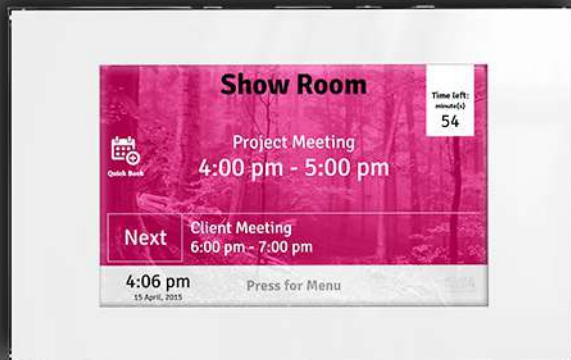 Show Room
Time left:
minute(s)
54
Project Meeting
4:00 pm - 5:00 pm
Quick Book
Next
Client Meeting
6:00 pm - 7:00 pm
4:06 pm
15 April, 2015
Press for Menu